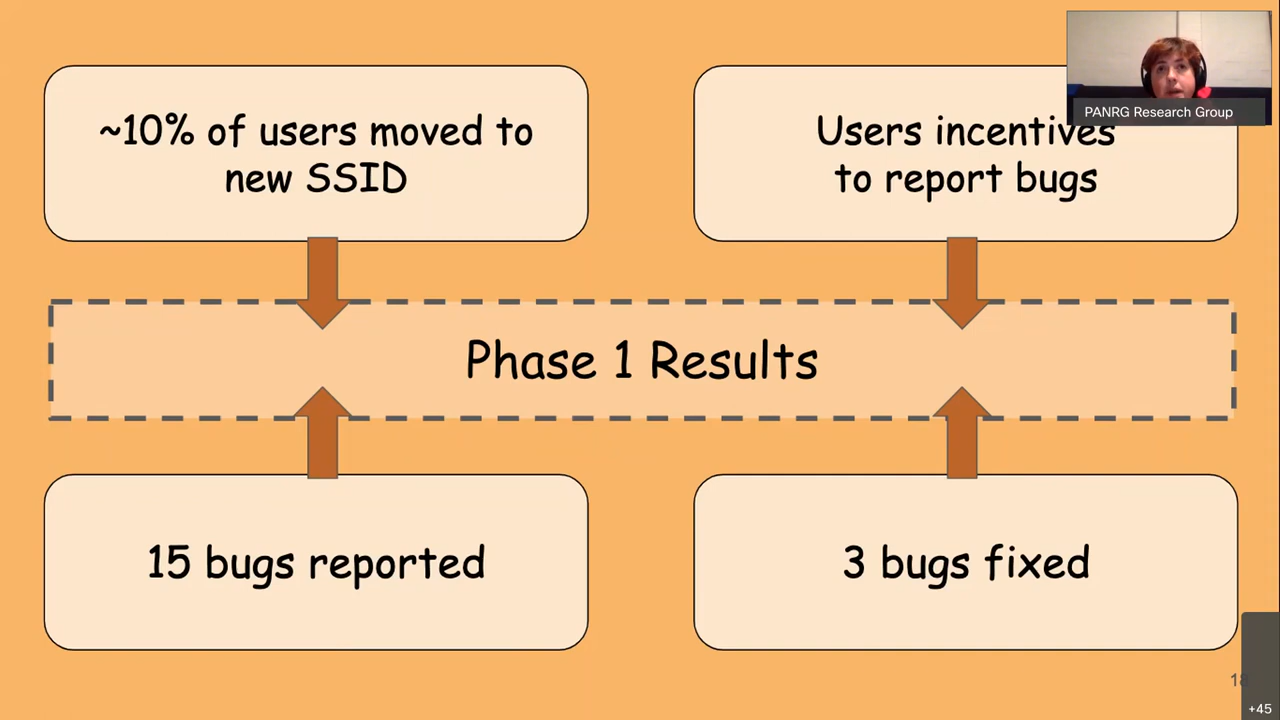 ~10% of users moved to
new SSID
Users incentives
to report bugs
PANRG Research Group
Phase 1 Results
15 bugs reported
3 bugs fixed
+45